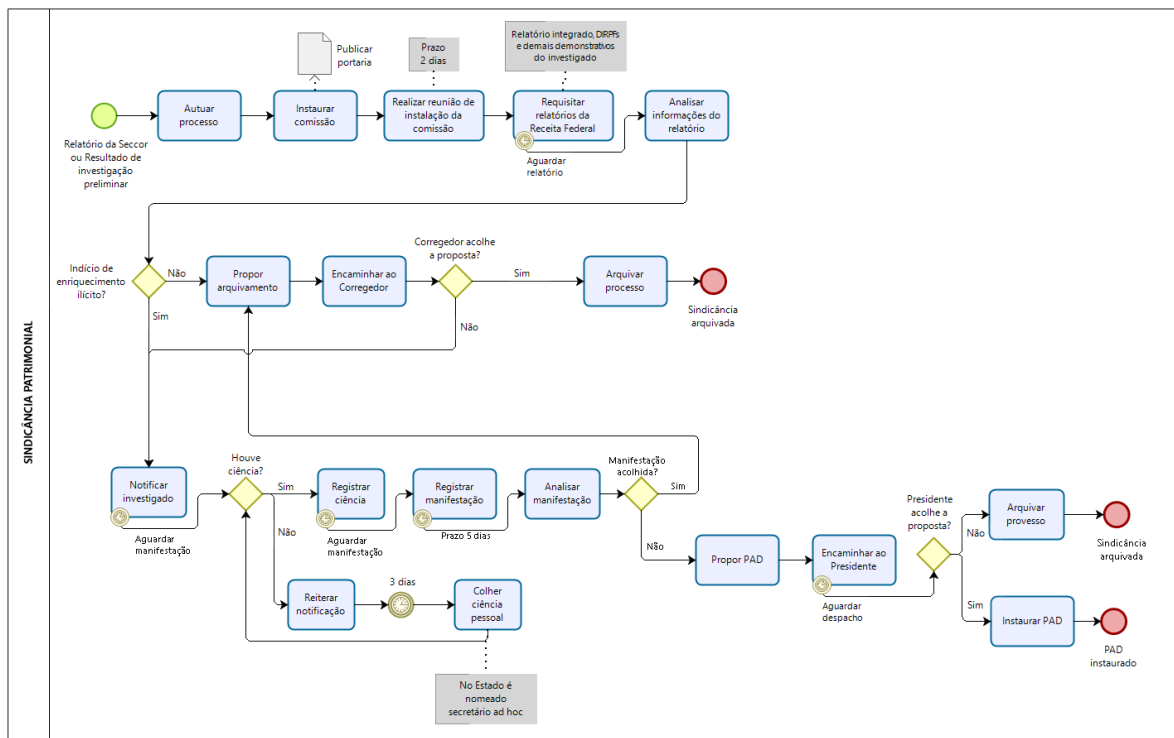 SINDICÂNCIA PATRIMONIAL
Relatório da Seccor
ou Resultado de
investigação
preliminar
Autuar
processo
Publicar
portaria
Instaurar
comissão
Prazo
2 dias
Realizar reunião de
instalação da
comissão
Relatório integrado, DIRPFs
e demais demonstrativos
do investigado
Requisitar
relatórios da
Receita Federal
Aguardar
relatório
Analisar
informações do
relatório
Indício de
enriquecimento
ilícito?
Não
Sim
Propor
arquivamento
Encaminhar ao
Corregedor
Corregedor acolhe
a proposta?
Sim
Não
Arquivar
processo
Sindicância
arquivada
Notificar
investigado
Aguardar
manifestação
Houve
ciência?
Sim
Não
Registrar
ciência
Aguardar
manifestação
Registrar
manifestação
Prazo 5 dias
Analisar
manifestação
Manifestação
acolhida?
Sim
Não
Reiterar
notificação
3 dias
Colher
ciência
pessoal
No Estado é
nomeado
secretário ad hoc
Propor PAD
Encaminhar ao
Presidente
Aguardar
despacho
Presidente
acolhe a
proposta?
Não
Sim
Arquivar
provesso
Sindicância
arquivada
Instaurar PAD
PAD
instaurado